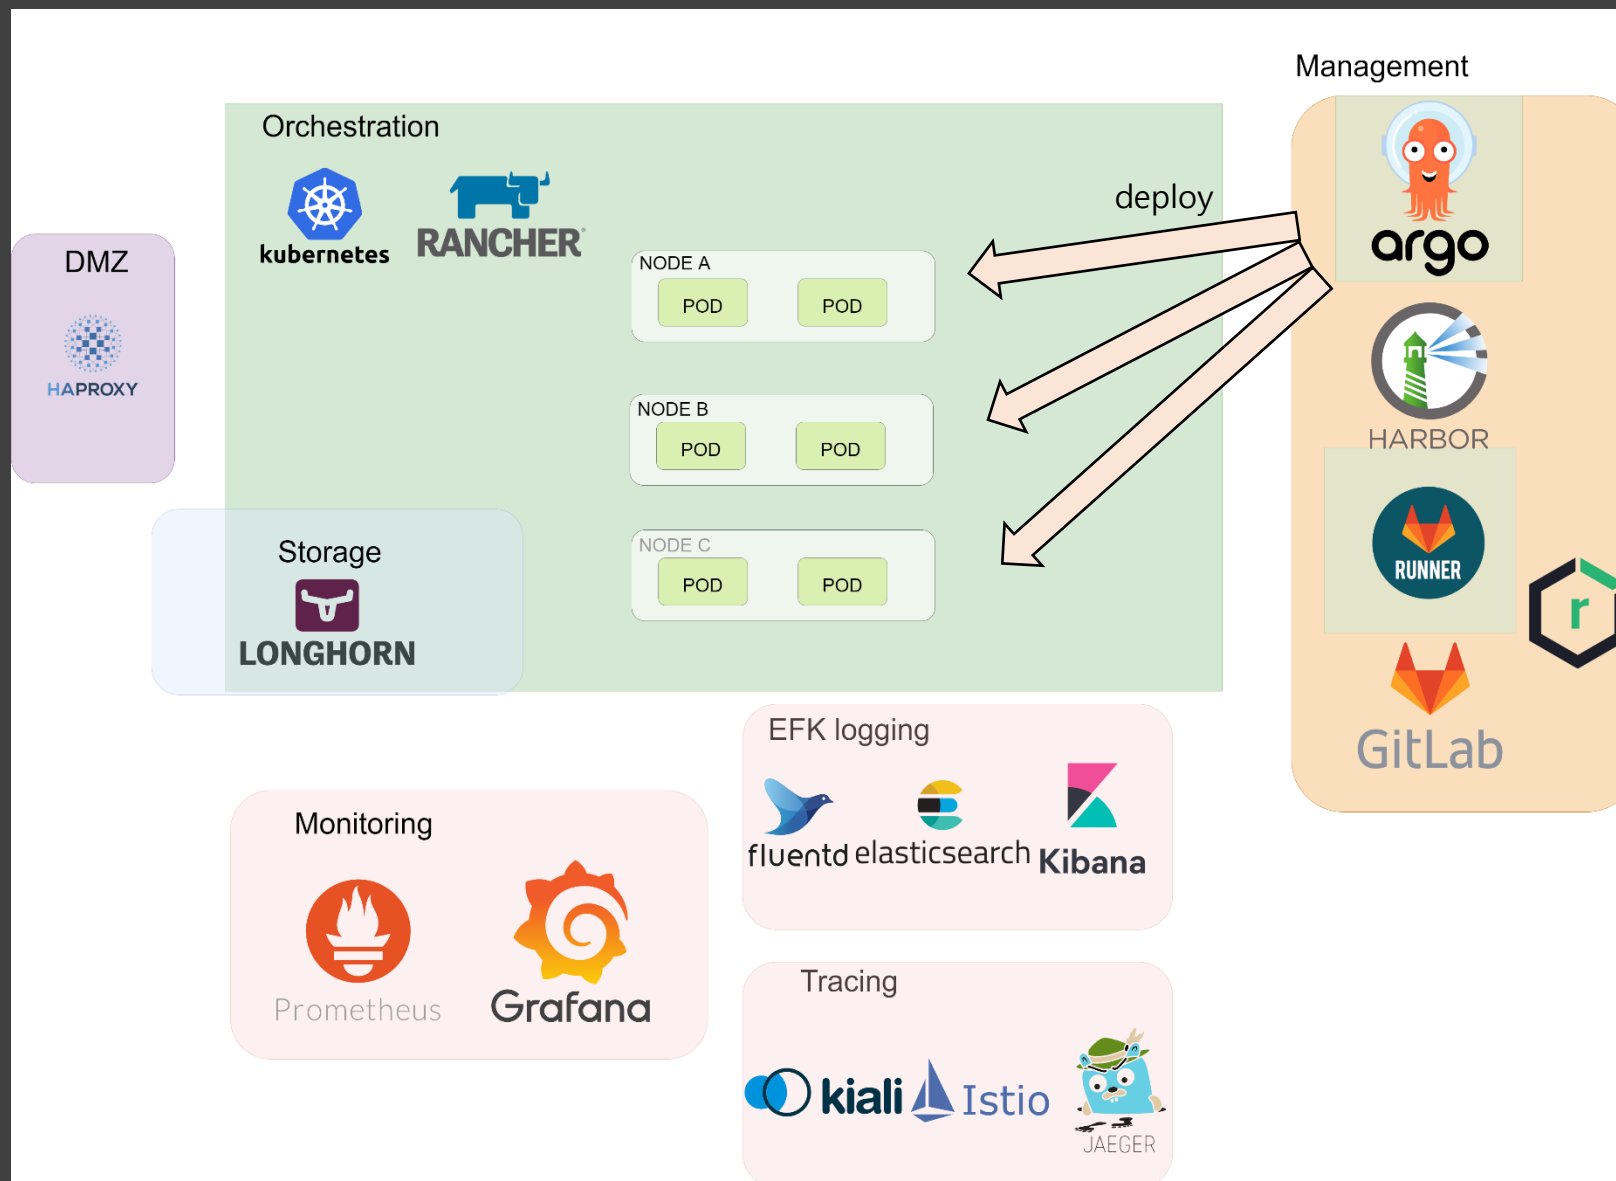 Management
Orchestration
kubernetes
RANCHER
deploy
argo
DMZ
HAPROXY
NODE A
POD POD
HARBOR
NODE B
POD POD
RUNNER
Storage
LONGHORN
NODE C
POD POD
r
GitLab
EFK logging
fluentd
elasticsearch
Kibana
Monitoring
Prometheus
Grafana
Tracing
kiali
Istio
JAEGER